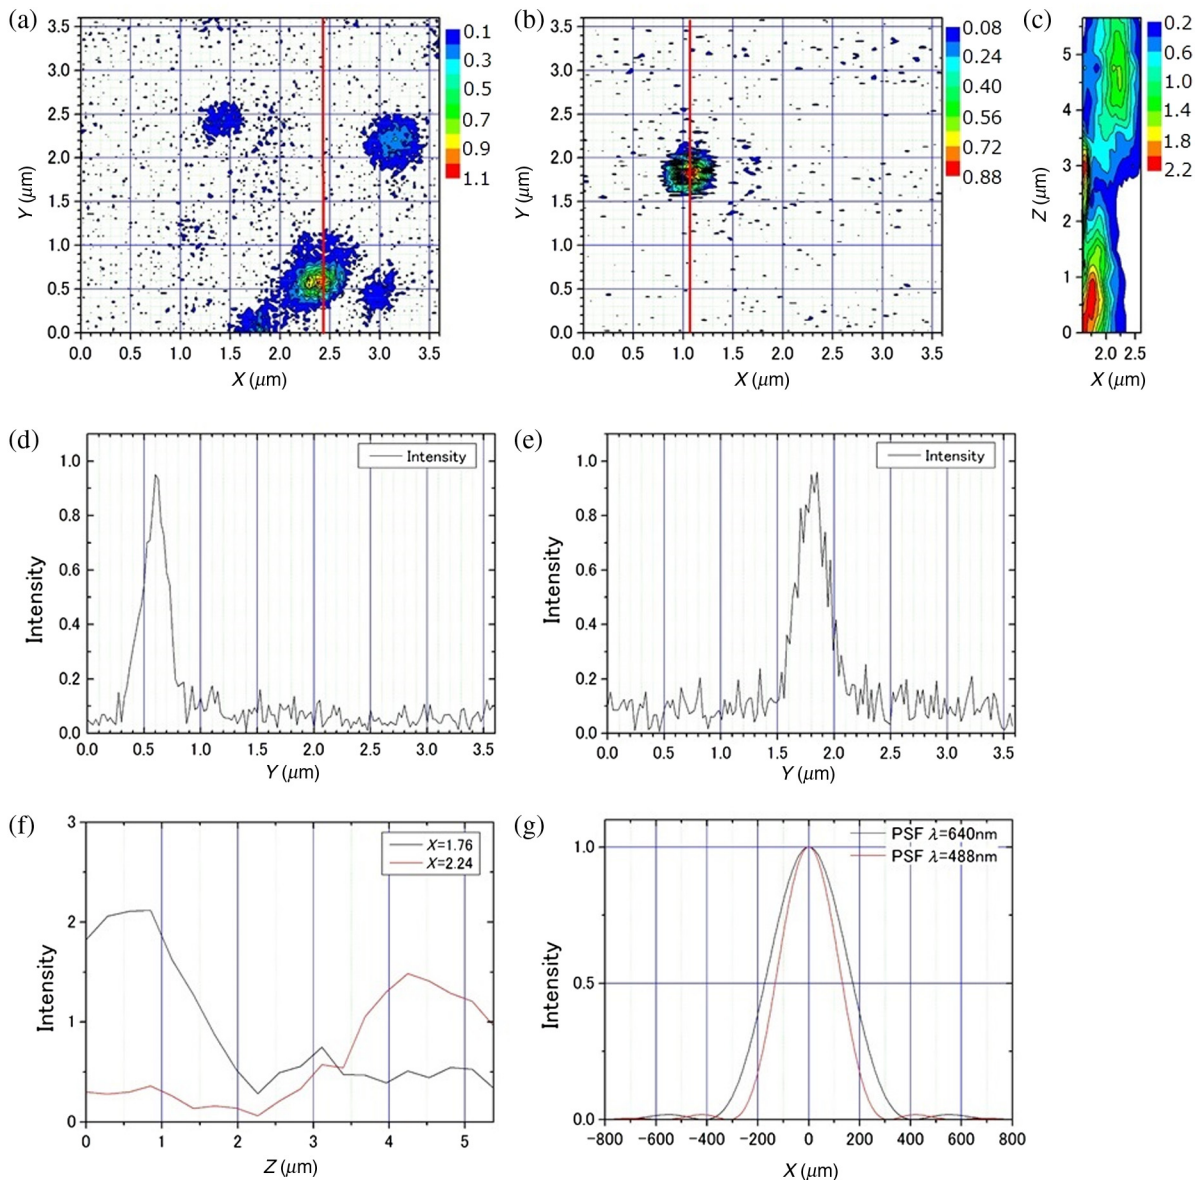 (a)
3.5
3.0
2.5
2.0
1.5
1.0
0.5
0.0
Y (μm)
0.0 0.5 1.0 1.5 2.0 2.5 3.0 3.5
X (μm)
0.1
0.3
0.5
0.7
0.9
1.1
(b)
3.5
3.0
2.5
2.0
1.5
1.0
0.5
0.0
Y (μm)
0.0 0.5 1.0 1.5 2.0 2.5 3.0 3.5
X (μm)
0.08
0.24
0.40
0.56
0.72
0.88
(c)
5
4
3
2
1
0
Z (μm)
2.0 2.5
X (μm)
0.2
0.6
1.0
1.4
1.8
2.2
(d)
1.0
0.8
0.6
0.4
0.2
0.0
Intensity
Intensity
0.0 0.5 1.0 1.5 2.0 2.5 3.0 3.5
Y (μm)
(e)
1.0
0.8
0.6
0.4
0.2
0.0
Intensity
Intensity
0.0 0.5 1.0 1.5 2.0 2.5 3.0 3.5
Y (μm)
(f)
3
2
1
0
Intensity
X=1.76
X=2.24
0 1 2 3 4 5
Z (μm)
(g)
1.0
0.5
0.0
Intensity
PSF λ=640nm
PSF λ=488nm
−800 −600 −400 −200 0 200 400 600 800
X (μm)